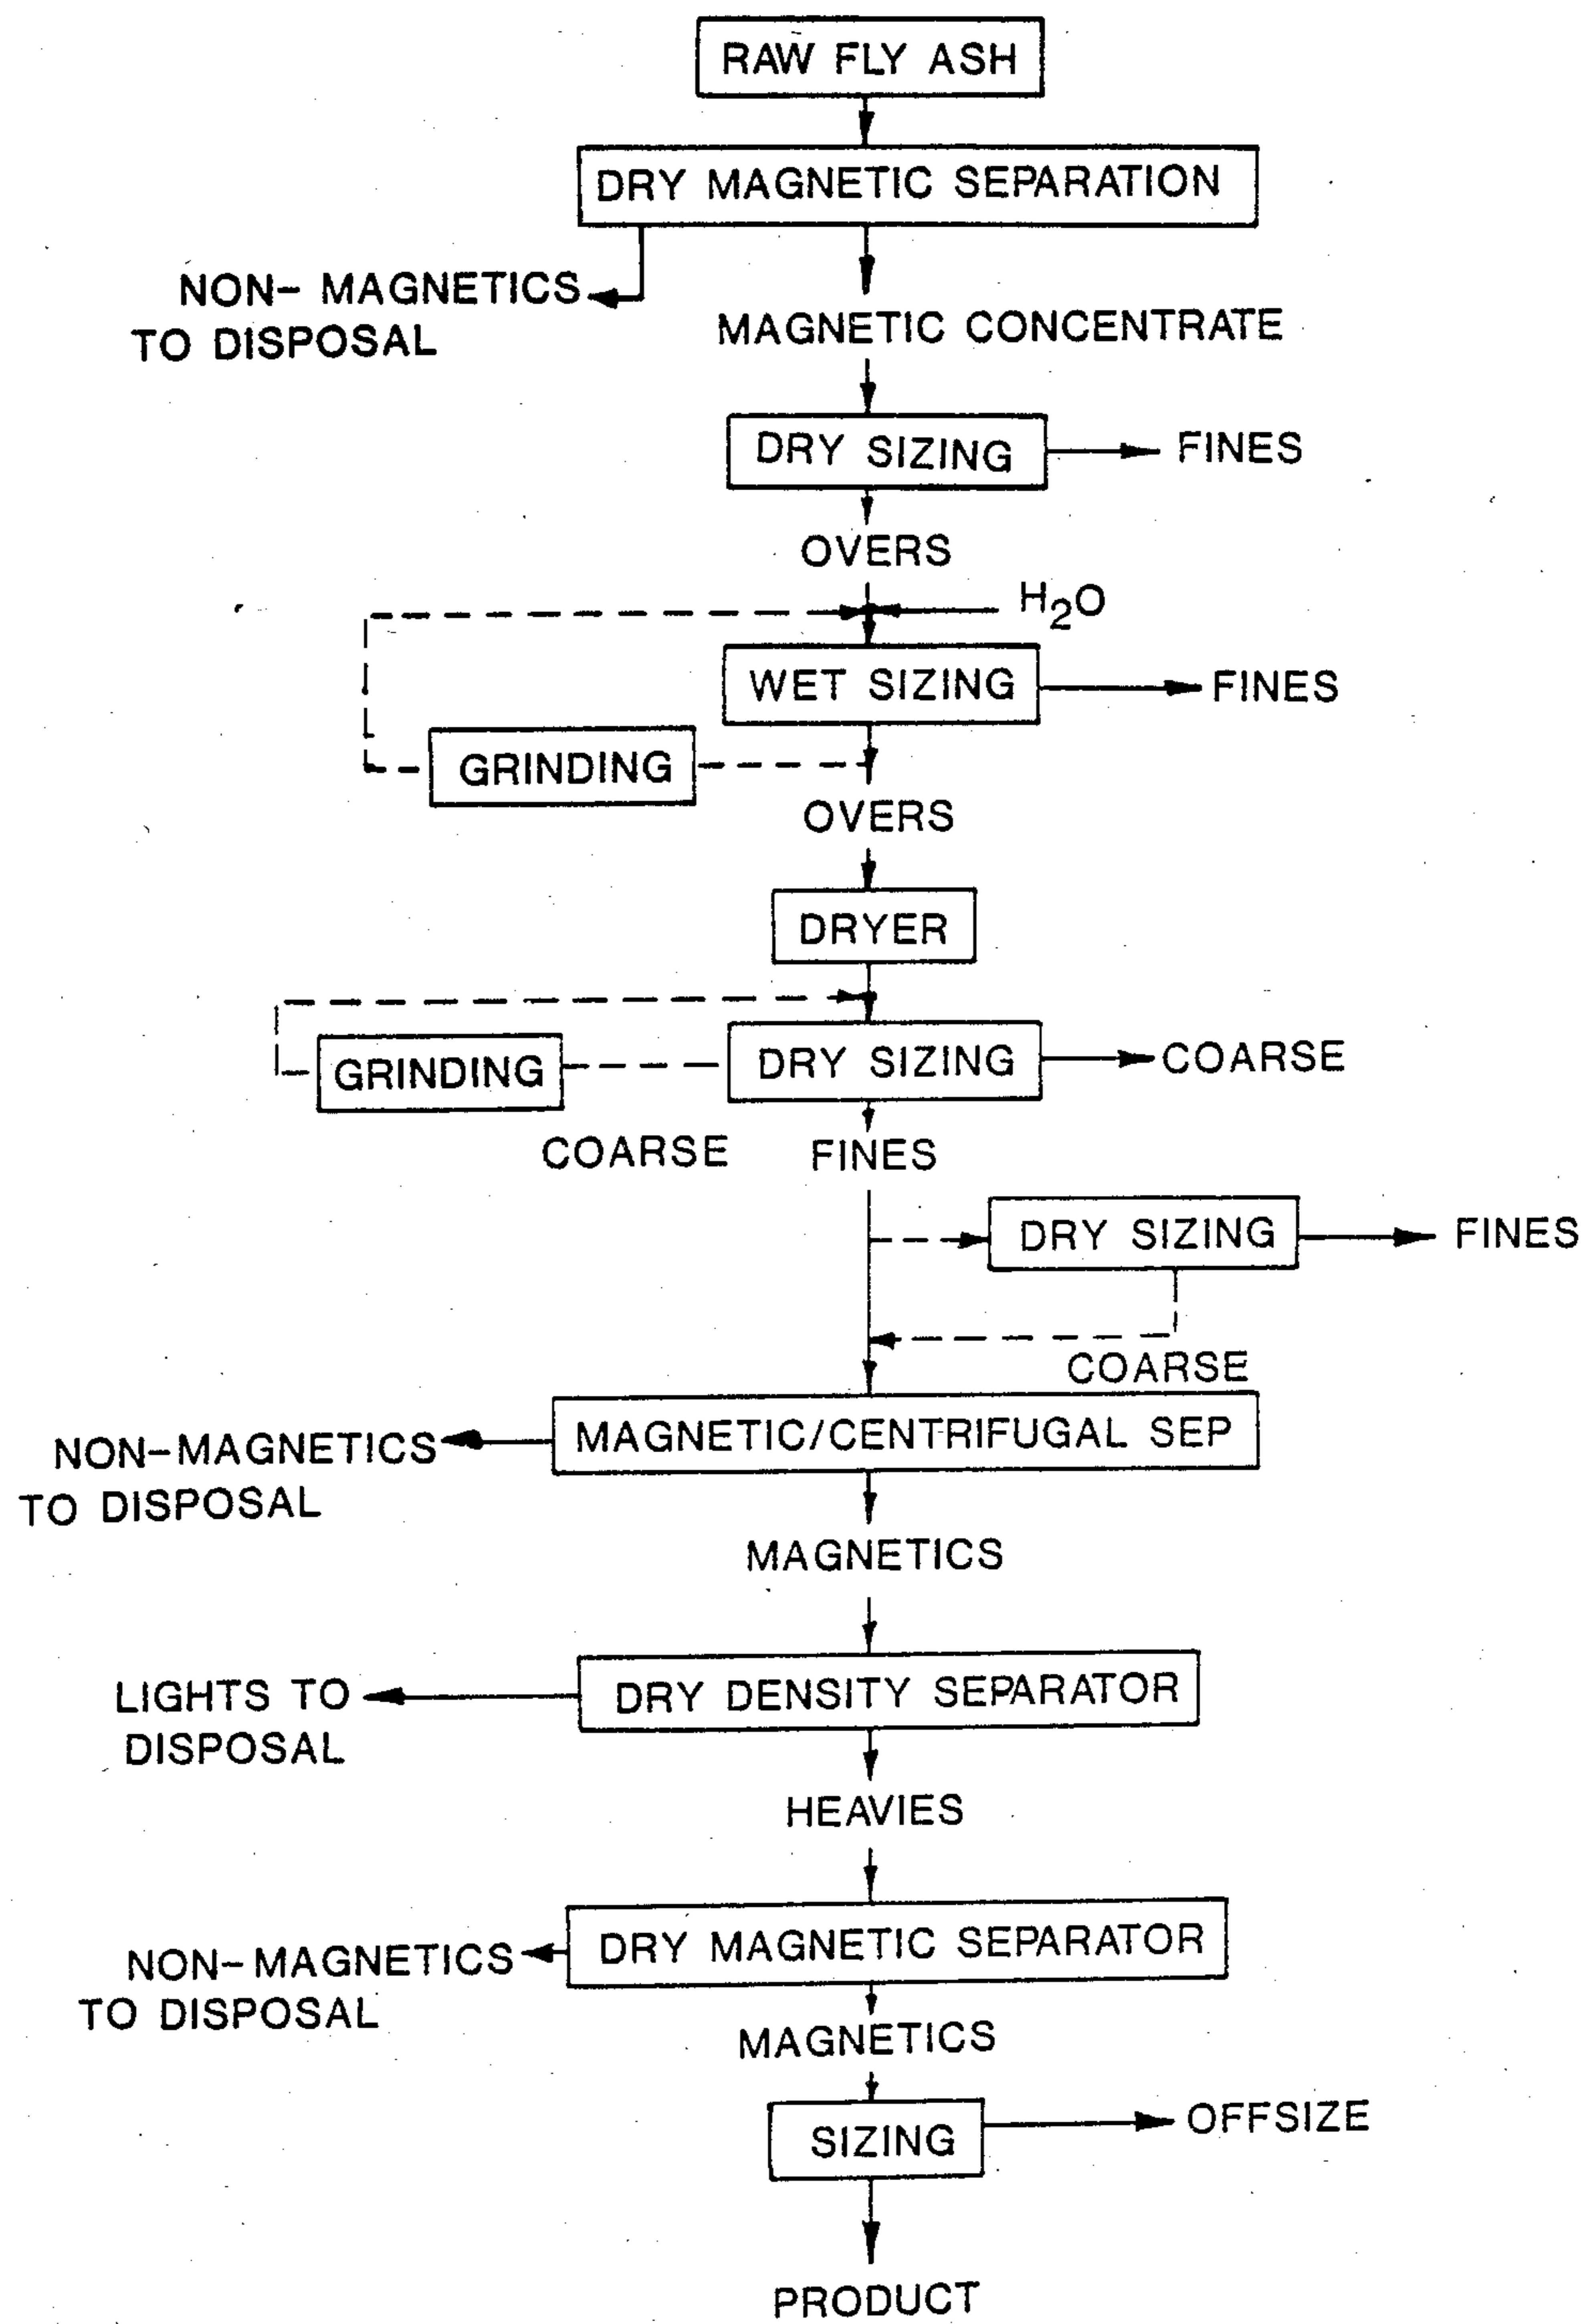 RAW FLY ASH
DRY MAGNETIC SEPARATION
NON- MAGNETICS
TO DISPOSAL
MAGNETIC CONCENTRATE
DRY SIZING
FINES
OVERS
H2O
WET SIZING
FINES
GRINDING
OVERS
DRYER
GRINDING
DRY SIZING
COARSE
COARSE
FINES
DRY SIZING
FINES
COARSE
MAGNETIC/CENTRIFUGAL SEP
NON-MAGNETICS
TO DISPOSAL
MAGNETICS
DRY DENSITY SEPARATOR
LIGHTS TO
DISPOSAL
HEAVIES
DRY MAGNETIC SEPARATOR
NON-MAGNETICS
TO DISPOSAL
MAGNETICS
SIZING
OFFSIZE
PRODUCT